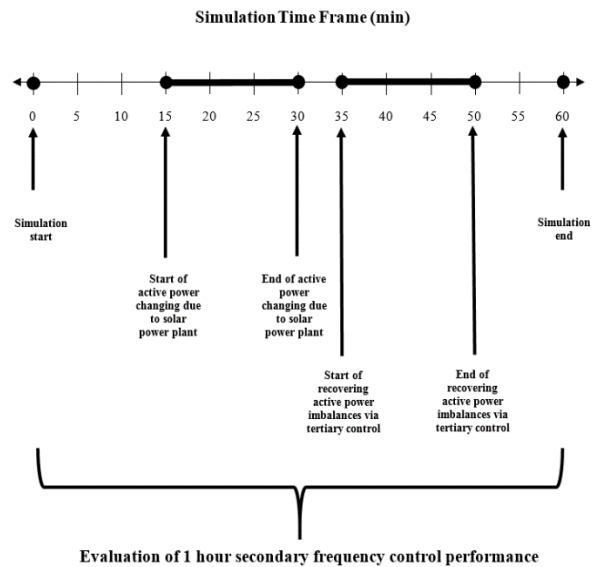 Simulation Time Frame (min)
0 5 10 15 20 25 30 35 40 45 50 55 60
Simulation
start
Simulation
end
Start of
active power
changing due
to solar
power plant
End of active
power
changing due
to solar
power plant
Start of
recovering
active power
imbalances via
tertiary control
End of
recovering
active power
imbalances via
tertiary control
Evaluation of 1 hour secondary frequency control performance